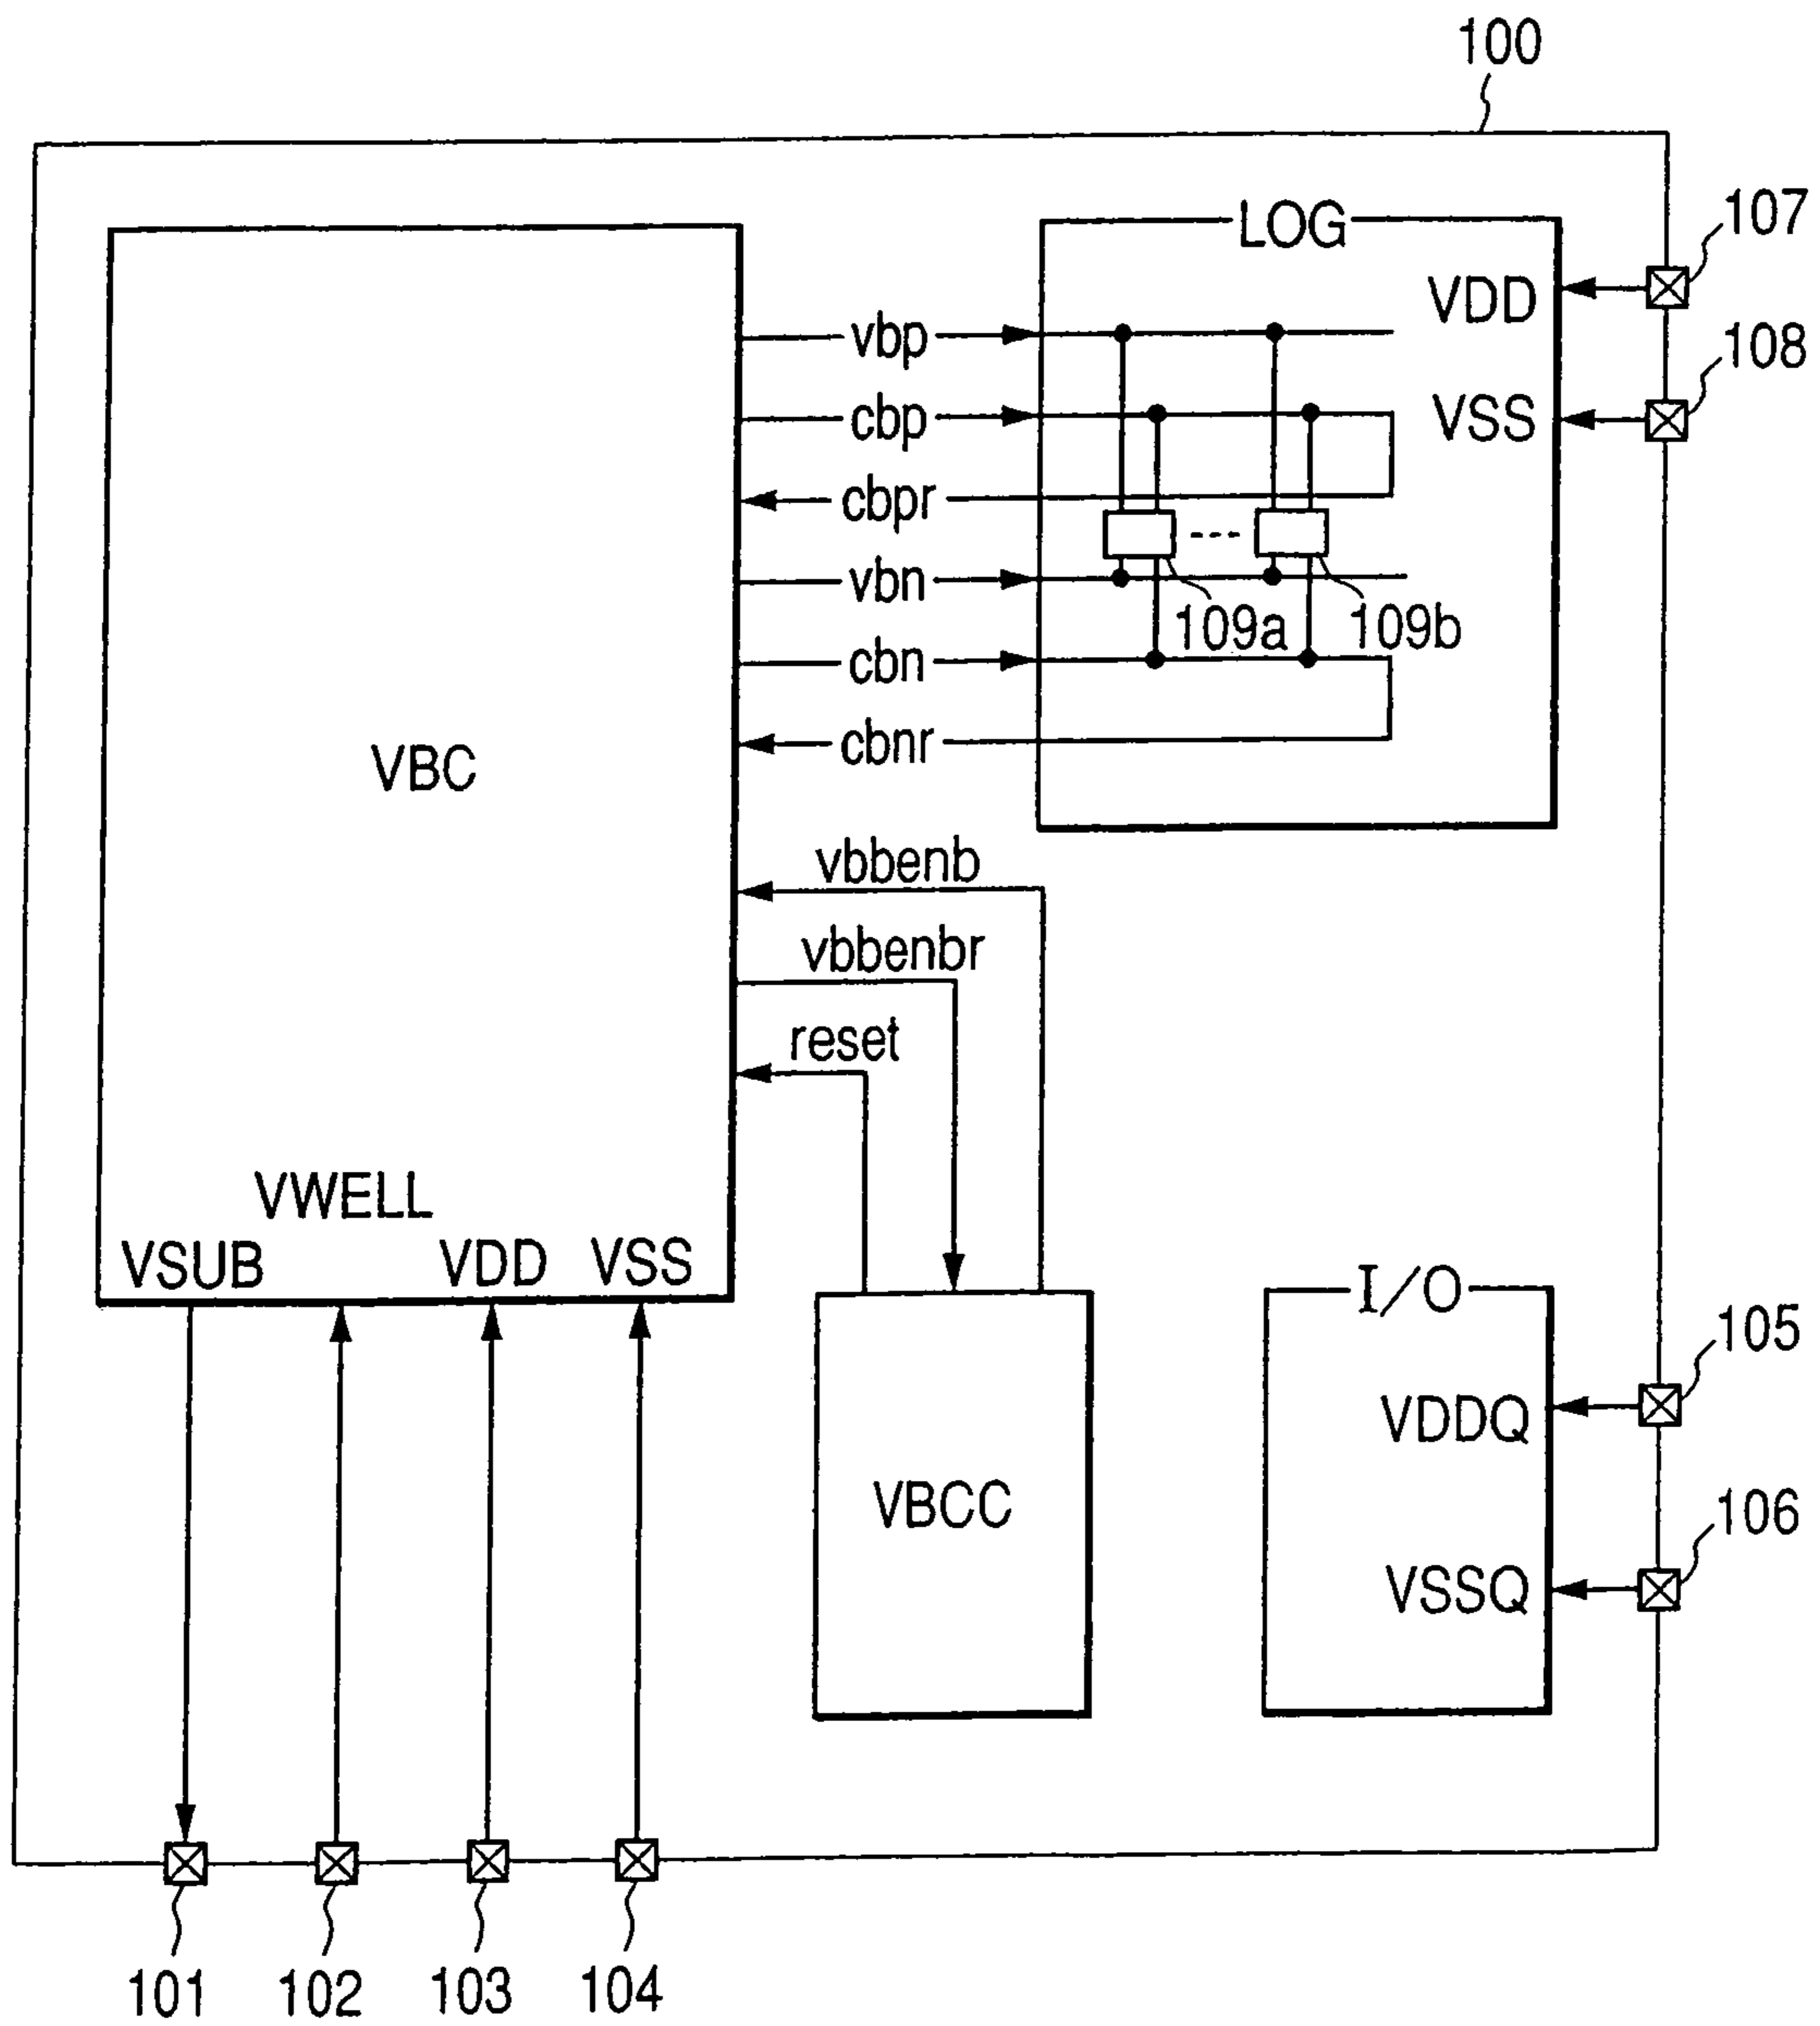 100
LOG
107
VDD
vbp
108
cbp
VSS
cbpr
vbn
109a
109b
cbn
cbnr
VBC
vbbenb
vbbenbr
reset
VWELL
VSUB
VDD
VSS
I/O
105
VDDQ
VBCC
106
VSSQ
101
102
103
104